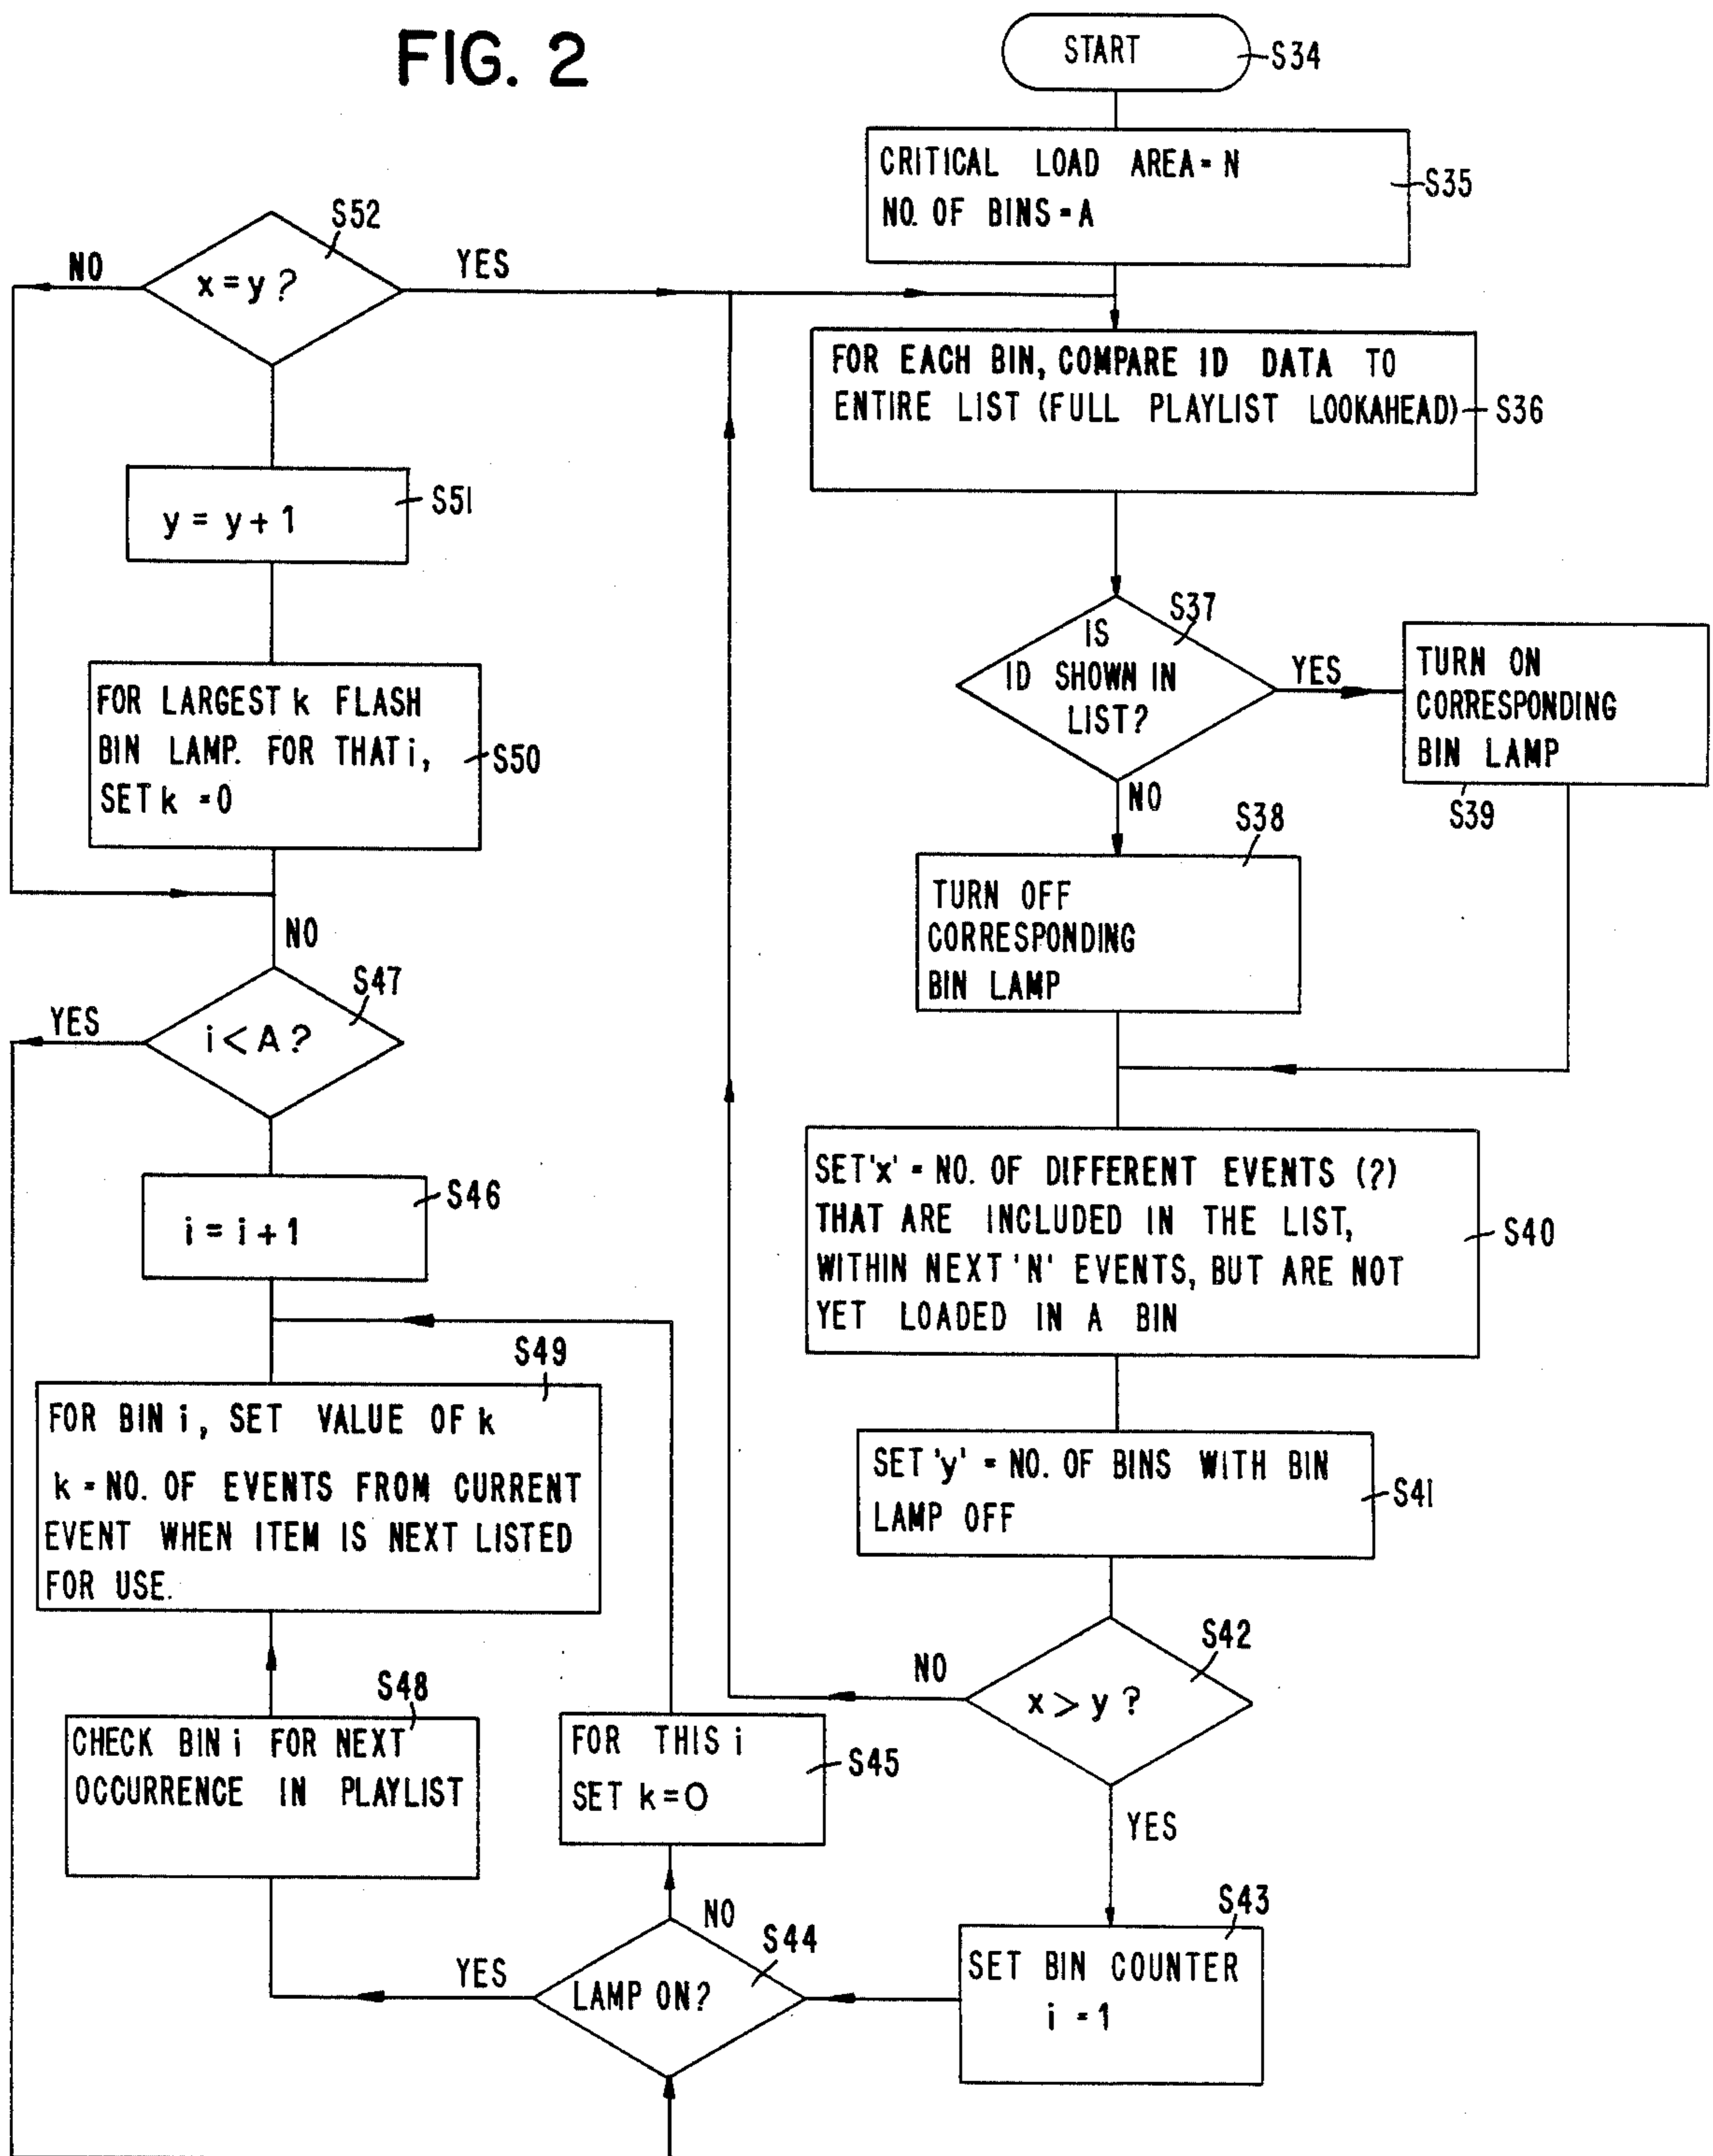 FIG. 2
START
S34
CRITICAL LOAD AREA = N
NO. OF BINS = A
S35
FOR EACH BIN, COMPARE ID DATA TO
ENTIRE LIST (FULL PLAYLIST LOOKAHEAD)
S36
S37
IS
ID SHOWN IN
LIST?
YES
NO
TURN ON
CORRESPONDING
BIN LAMP
S39
S38
TURN OFF
CORRESPONDING
BIN LAMP
SET 'x' = NO. OF DIFFERENT EVENTS (?)
THAT ARE INCLUDED IN THE LIST,
WITHIN NEXT 'N' EVENTS, BUT ARE NOT
YET LOADED IN A BIN
S40
SET 'y' = NO. OF BINS WITH BIN
LAMP OFF
S41
S42
x > y ?
NO
YES
S43
SET BIN COUNTER
i = 1
S44
LAMP ON?
YES
NO
FOR THIS i
SET k = 0
S45
S48
CHECK BIN i FOR NEXT
OCCURRENCE IN PLAYLIST
S49
FOR BIN i, SET VALUE OF k
k = NO. OF EVENTS FROM CURRENT
EVENT WHEN ITEM IS NEXT LISTED
FOR USE.
i = i + 1
S46
S47
i < A ?
YES
NO
FOR LARGEST k FLASH
BIN LAMP. FOR THAT i,
SET k = 0
S50
y = y + 1
S51
S52
x = y ?
NO
YES